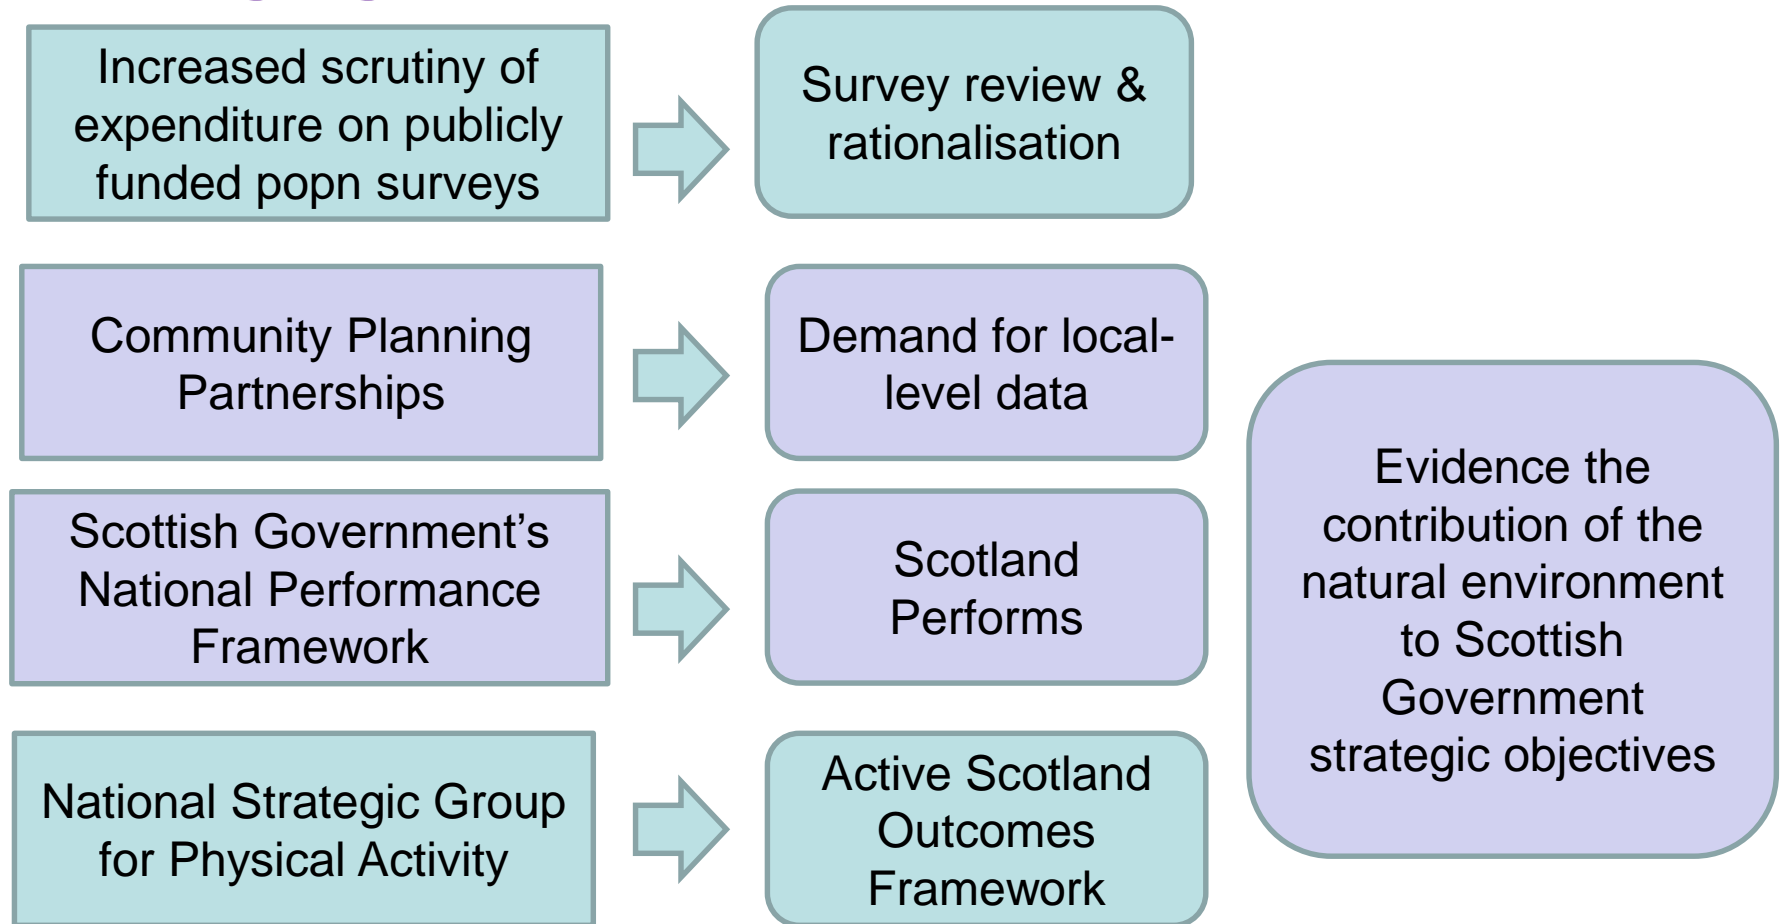 Increased scrutiny of
expenditure on publicly
funded popn surveys
Survey review &
rationalisation
Community Planning
Partnerships
Demand for local-
level data
Scottish Government’s
National Performance
Framework
Scotland
Performs
National Strategic Group
for Physical Activity
Active Scotland
Outcomes
Framework
Evidence the
contribution of the
natural environment
to Scottish
Government
strategic objectives